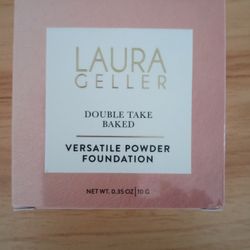 LAURA
GELLER
DOUBLE TAKE
BAKED
VERSATILE POWDER
FOUNDATION
NET WT. 0.35 OZ | 10 G